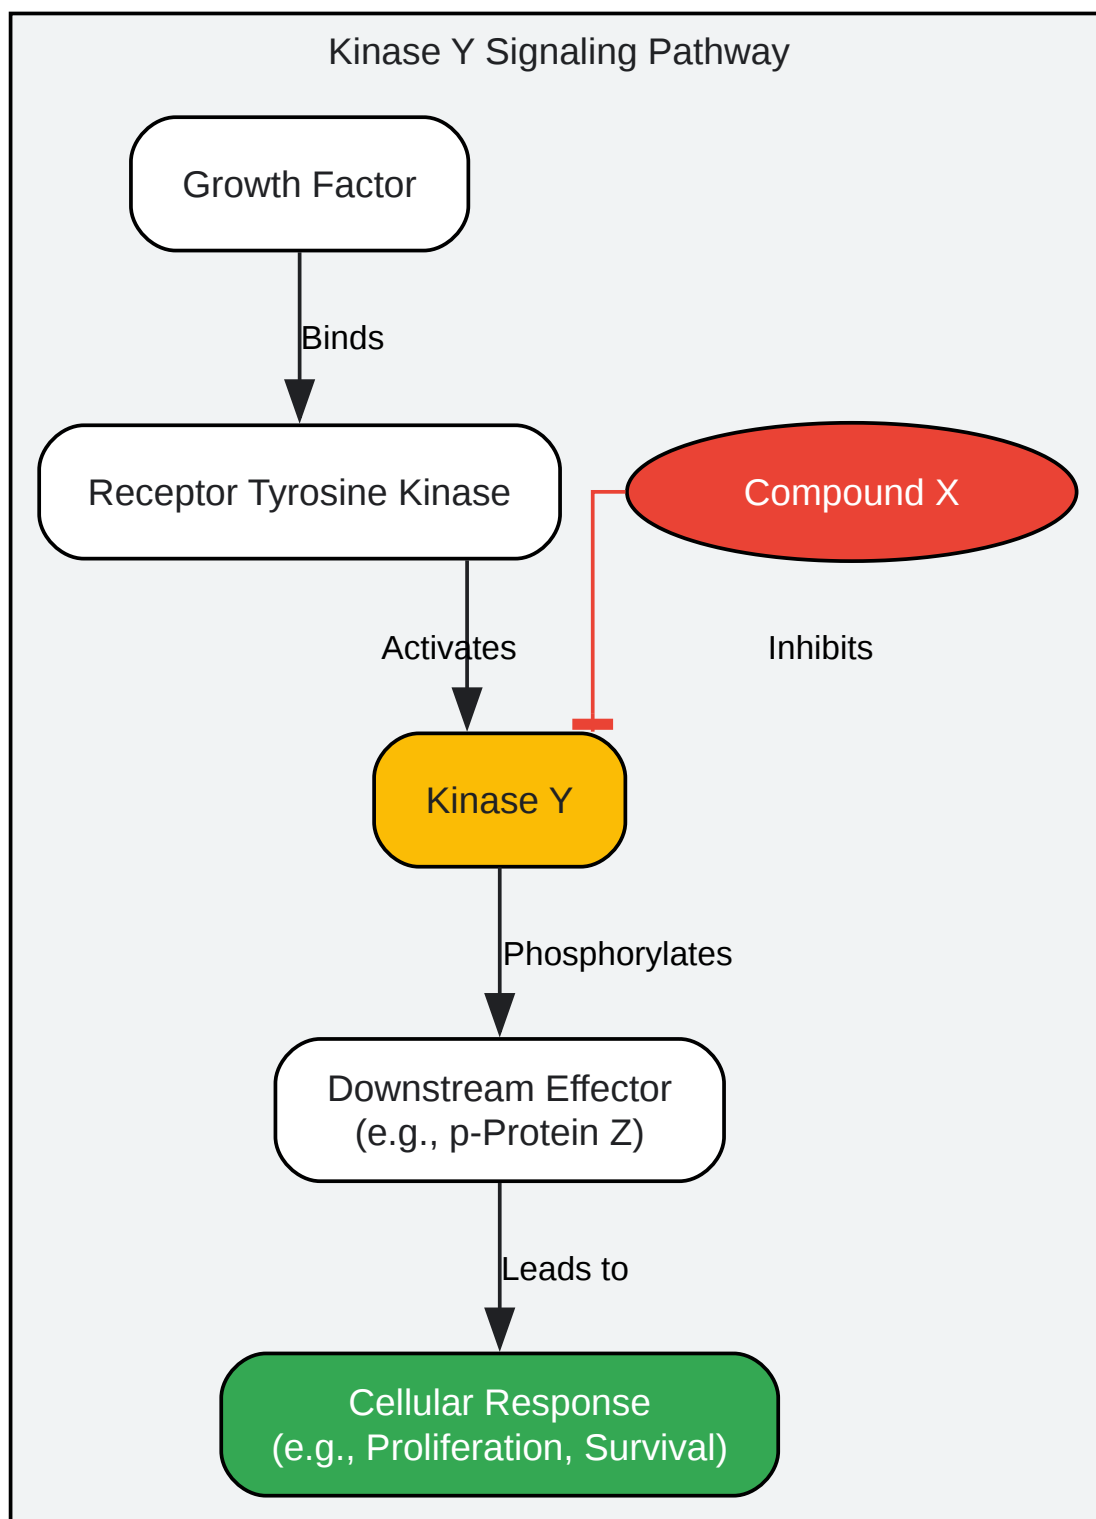 Kinase Y Signaling Pathway
Growth Factor
Binds
Receptor Tyrosine Kinase
Compound X
Activates
Inhibits
Kinase Y
Phosphorylates
Downstream Effector
(e.g., p-Protein Z)
Leads to
Cellular Response
(e.g., Proliferation, Survival)